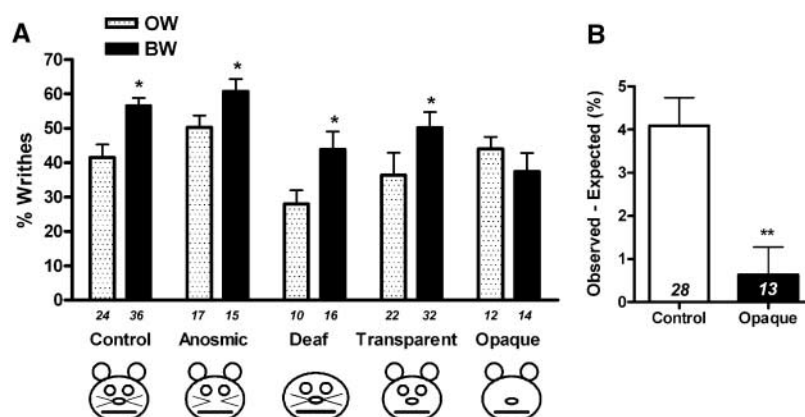 A
OW
BW
% Writhes
70
60
50
40
30
20
10
0
* * * *
24 36 17 15 10 16 22 32 12 14
Control Anosmic Deaf Transparent Opaque
B
Observed - Expected (%)
5
4
3
2
1
0
**
28 13
Control Opaque